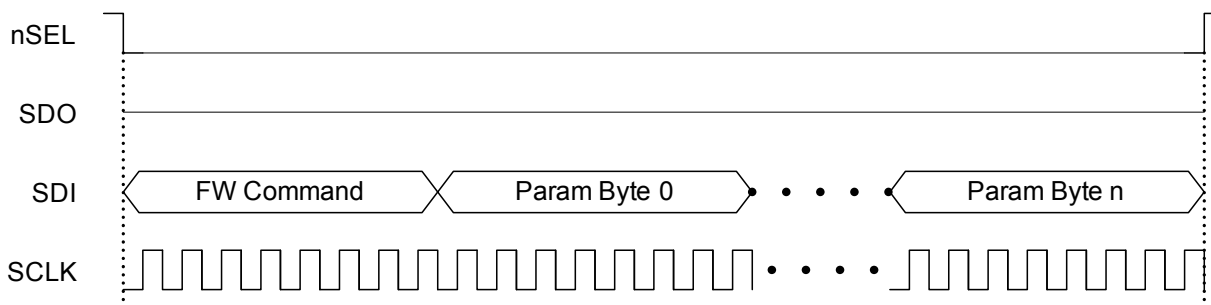 nSEL
SDO
SDI FW Command Param Byte 0 Param Byte n
SCLK